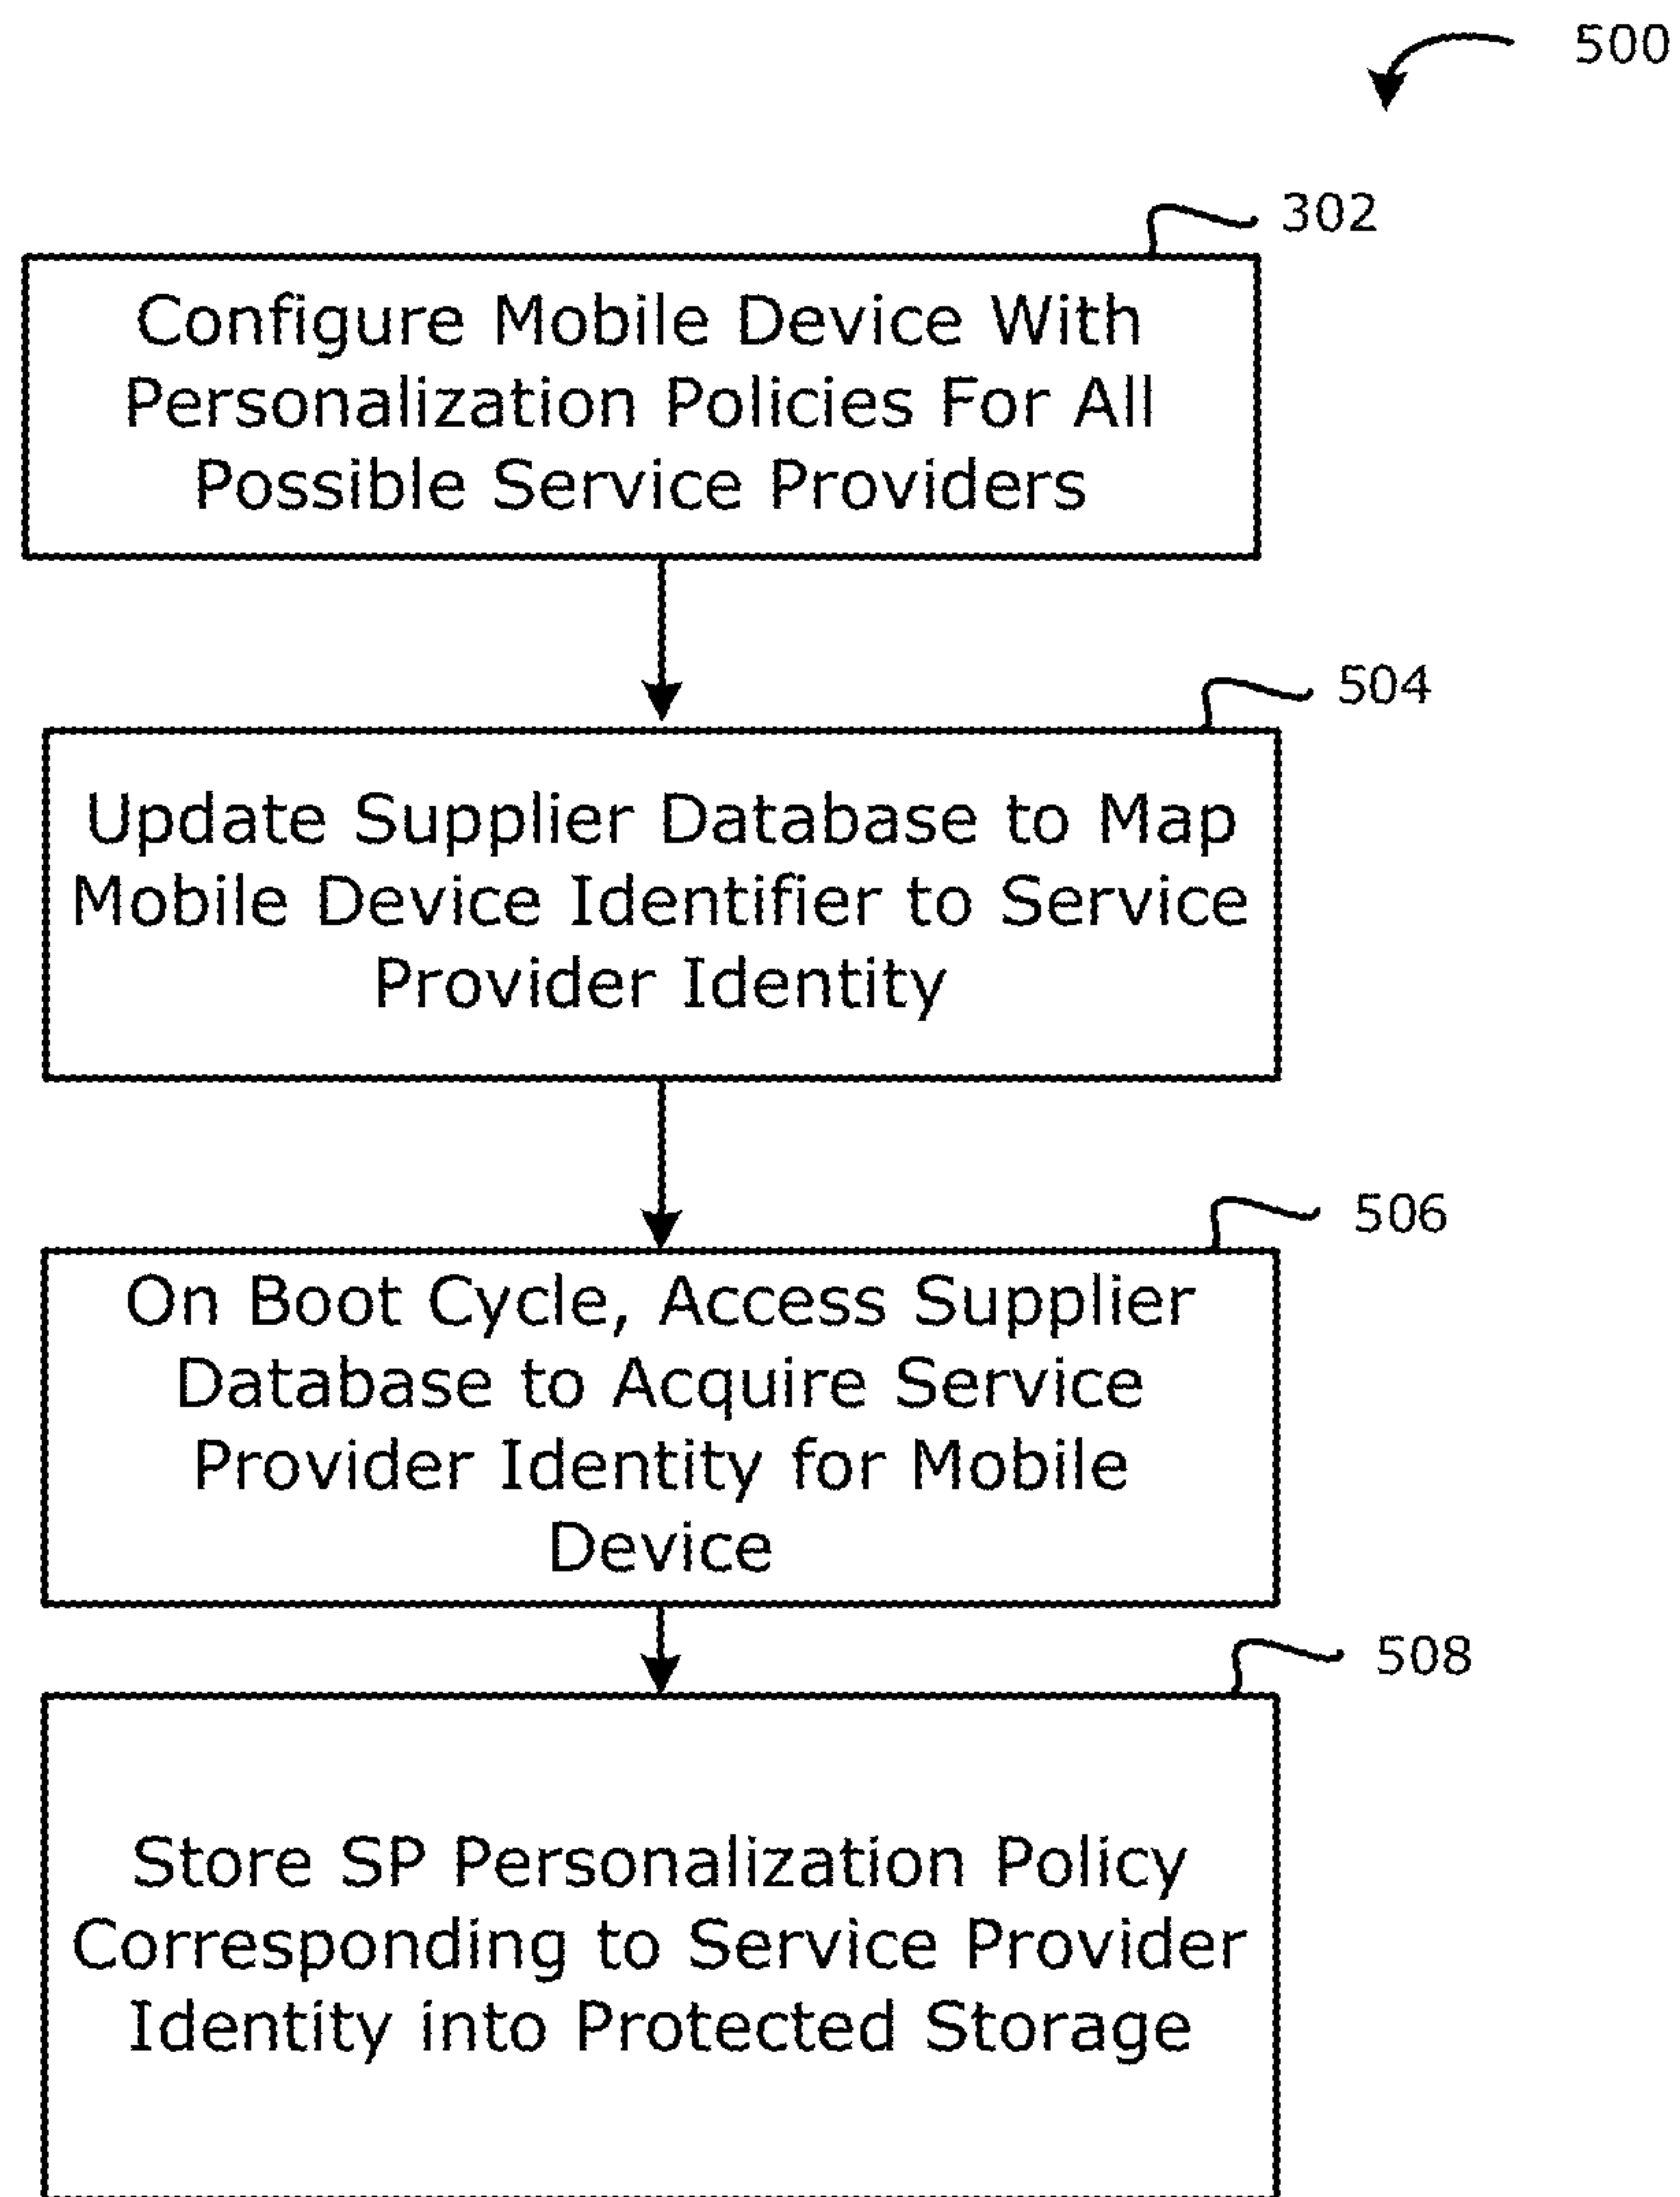 500
302
Configure Mobile Device With
Personalization Policies For All
Possible Service Providers
504
Update Supplier Database to Map
Mobile Device Identifier to Service
Provider Identity
506
On Boot Cycle, Access Supplier
Database to Acquire Service
Provider Identity for Mobile
Device
508
Store SP Personalization Policy
Corresponding to Service Provider
Identity into Protected Storage